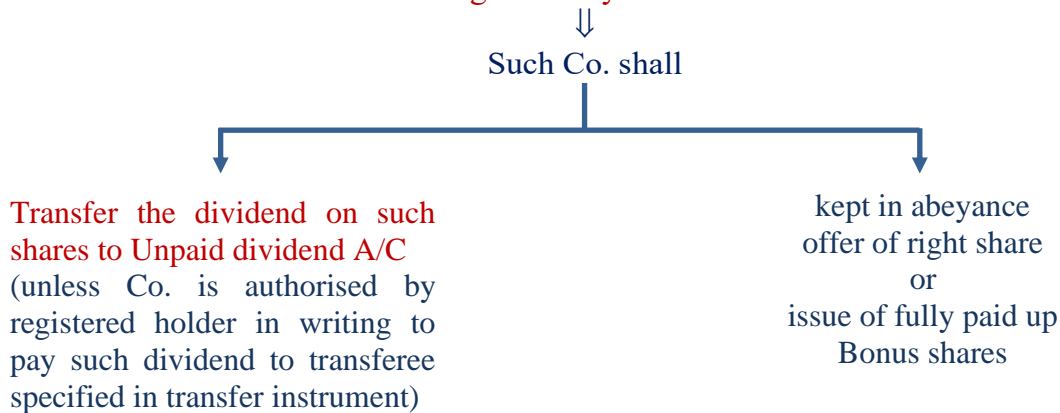 ⇓
Such Co. shall
Transfer the dividend on such
shares to Unpaid dividend A/C
(unless Co. is authorised by
registered holder in writing to
pay such dividend to transferee
specified in transfer instrument)
kept in abeyance
offer of right share
or
issue of fully paid up
Bonus shares